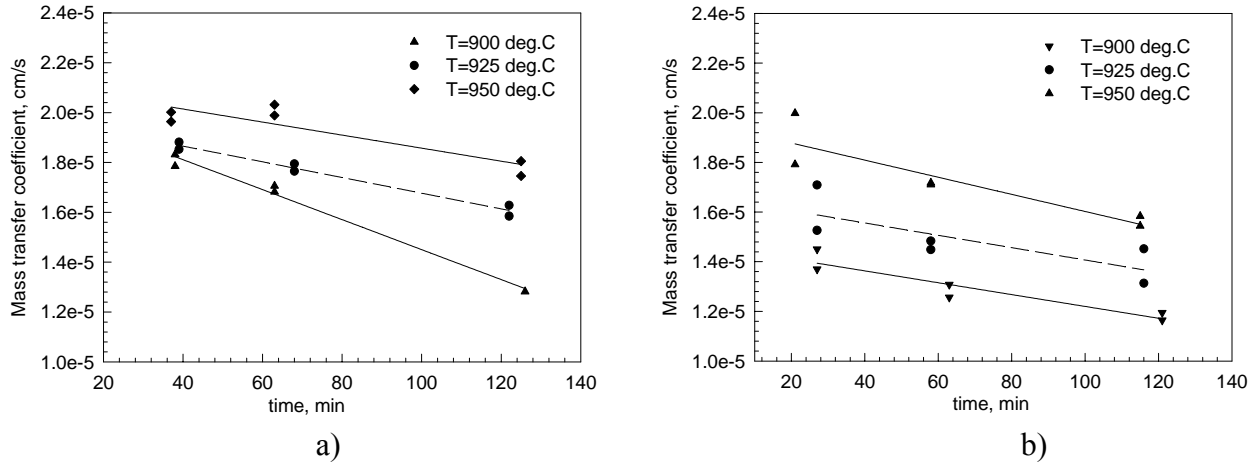 2.4e-5
2.2e-5
2.0e-5
1.8e-5
1.6e-5
1.4e-5
1.2e-5
1.0e-5
Mass transfer coefficient, cm/s
T=900 deg.C
T=925 deg.C
T=950 deg.C
20 40 60 80 100 120 140
time, min
a)
2.4e-5
2.2e-5
2.0e-5
1.8e-5
1.6e-5
1.4e-5
1.2e-5
1.0e-5
Mass transfer coefficient, cm/s
T=900 deg.C
T=925 deg.C
T=950 deg.C
20 40 60 80 100 120 140
time, min
b)